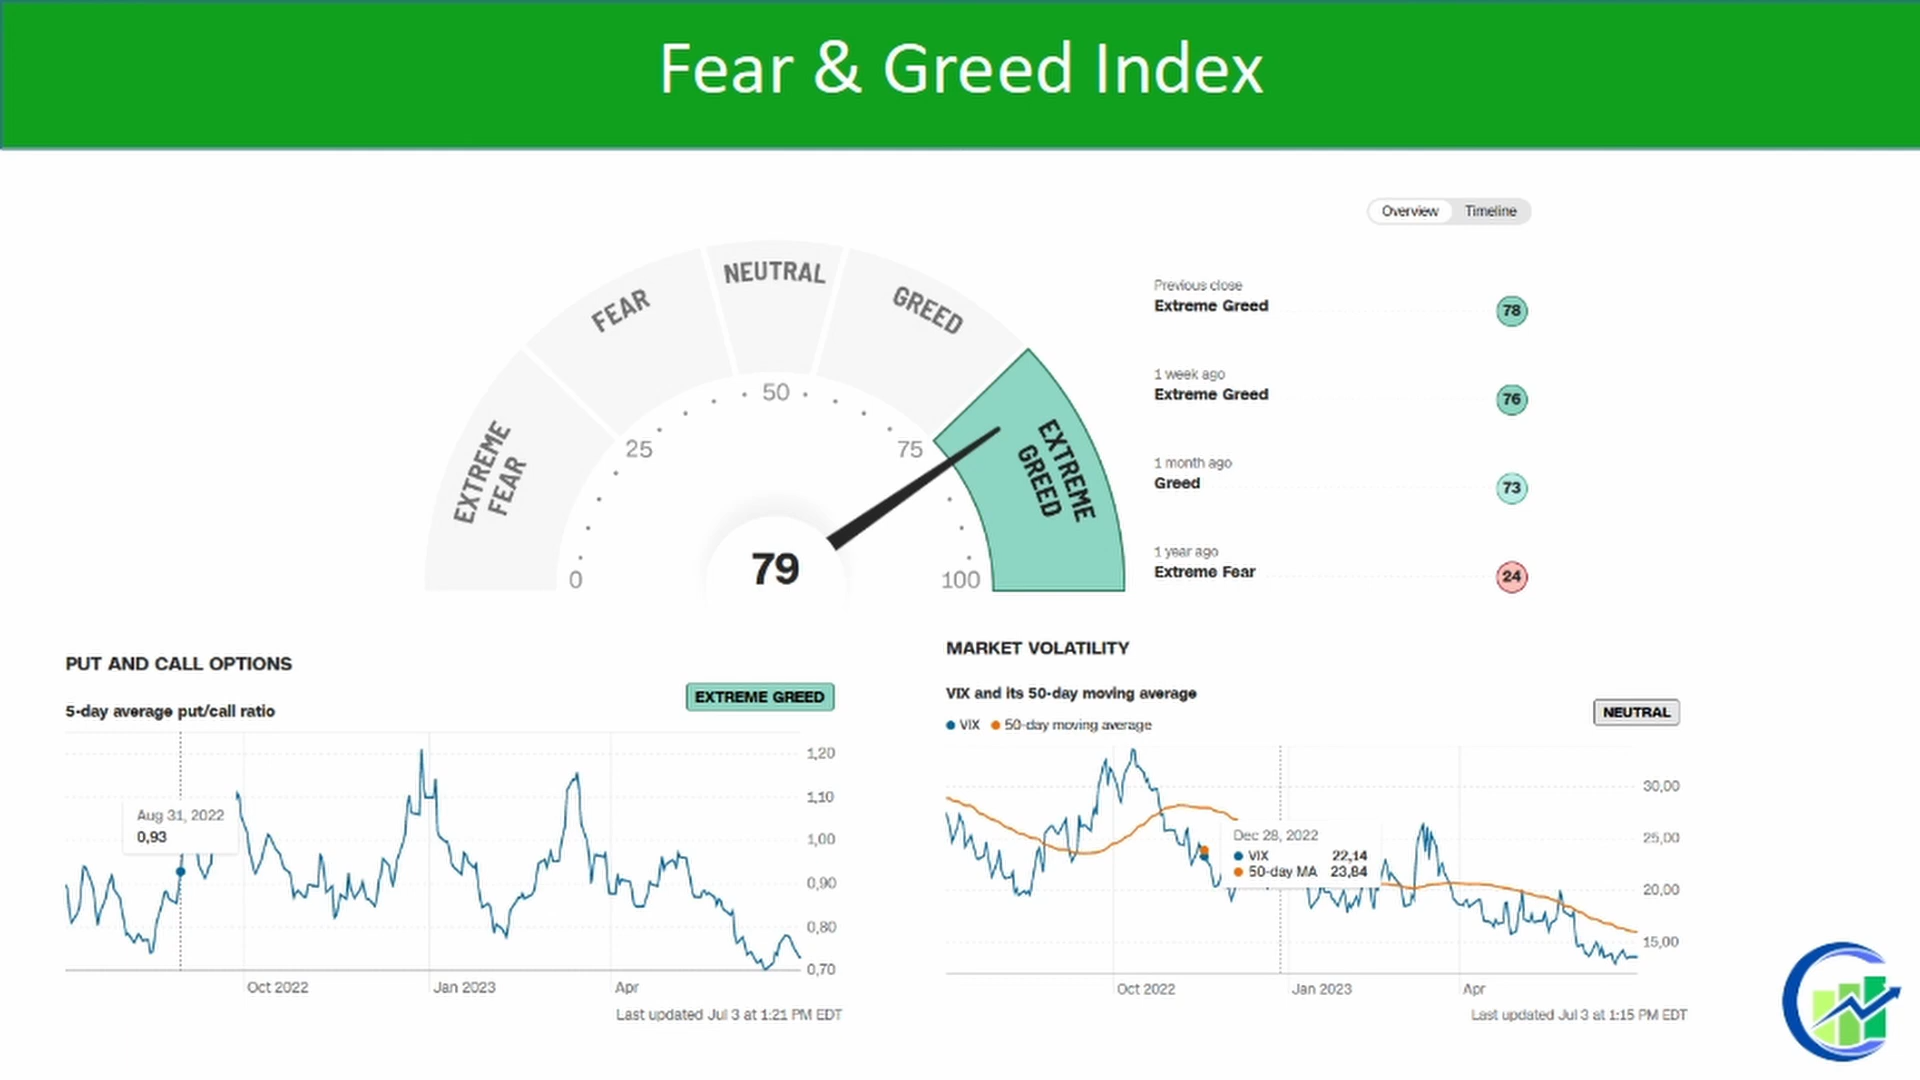 Fear & Greed Index
Overview Timeline
EXTREME FEAR
FEAR
NEUTRAL
GREED
EXTREME GREED
0
25
50
75
100
79
Previous close
Extreme Greed 78
1 week ago
Extreme Greed 76
1 month ago
Greed 73
1 year ago
Extreme Fear 24
PUT AND CALL OPTIONS
EXTREME GREED
5-day average put/call ratio
1,20
1,10
1,00
0,90
0,80
0,70
Aug 31, 2022
0,93
Oct 2022
Jan 2023
Apr
Last updated Jul 3 at 1:21 PM EDT
MARKET VOLATILITY
VIX and its 50-day moving average
NEUTRAL
VIX 50-day moving average
30,00
25,00
20,00
15,00
Dec 28, 2022
VIX 22,14
50-day MA 23,84
Oct 2022
Jan 2023
Apr
Last updated Jul 3 at 1:15 PM EDT